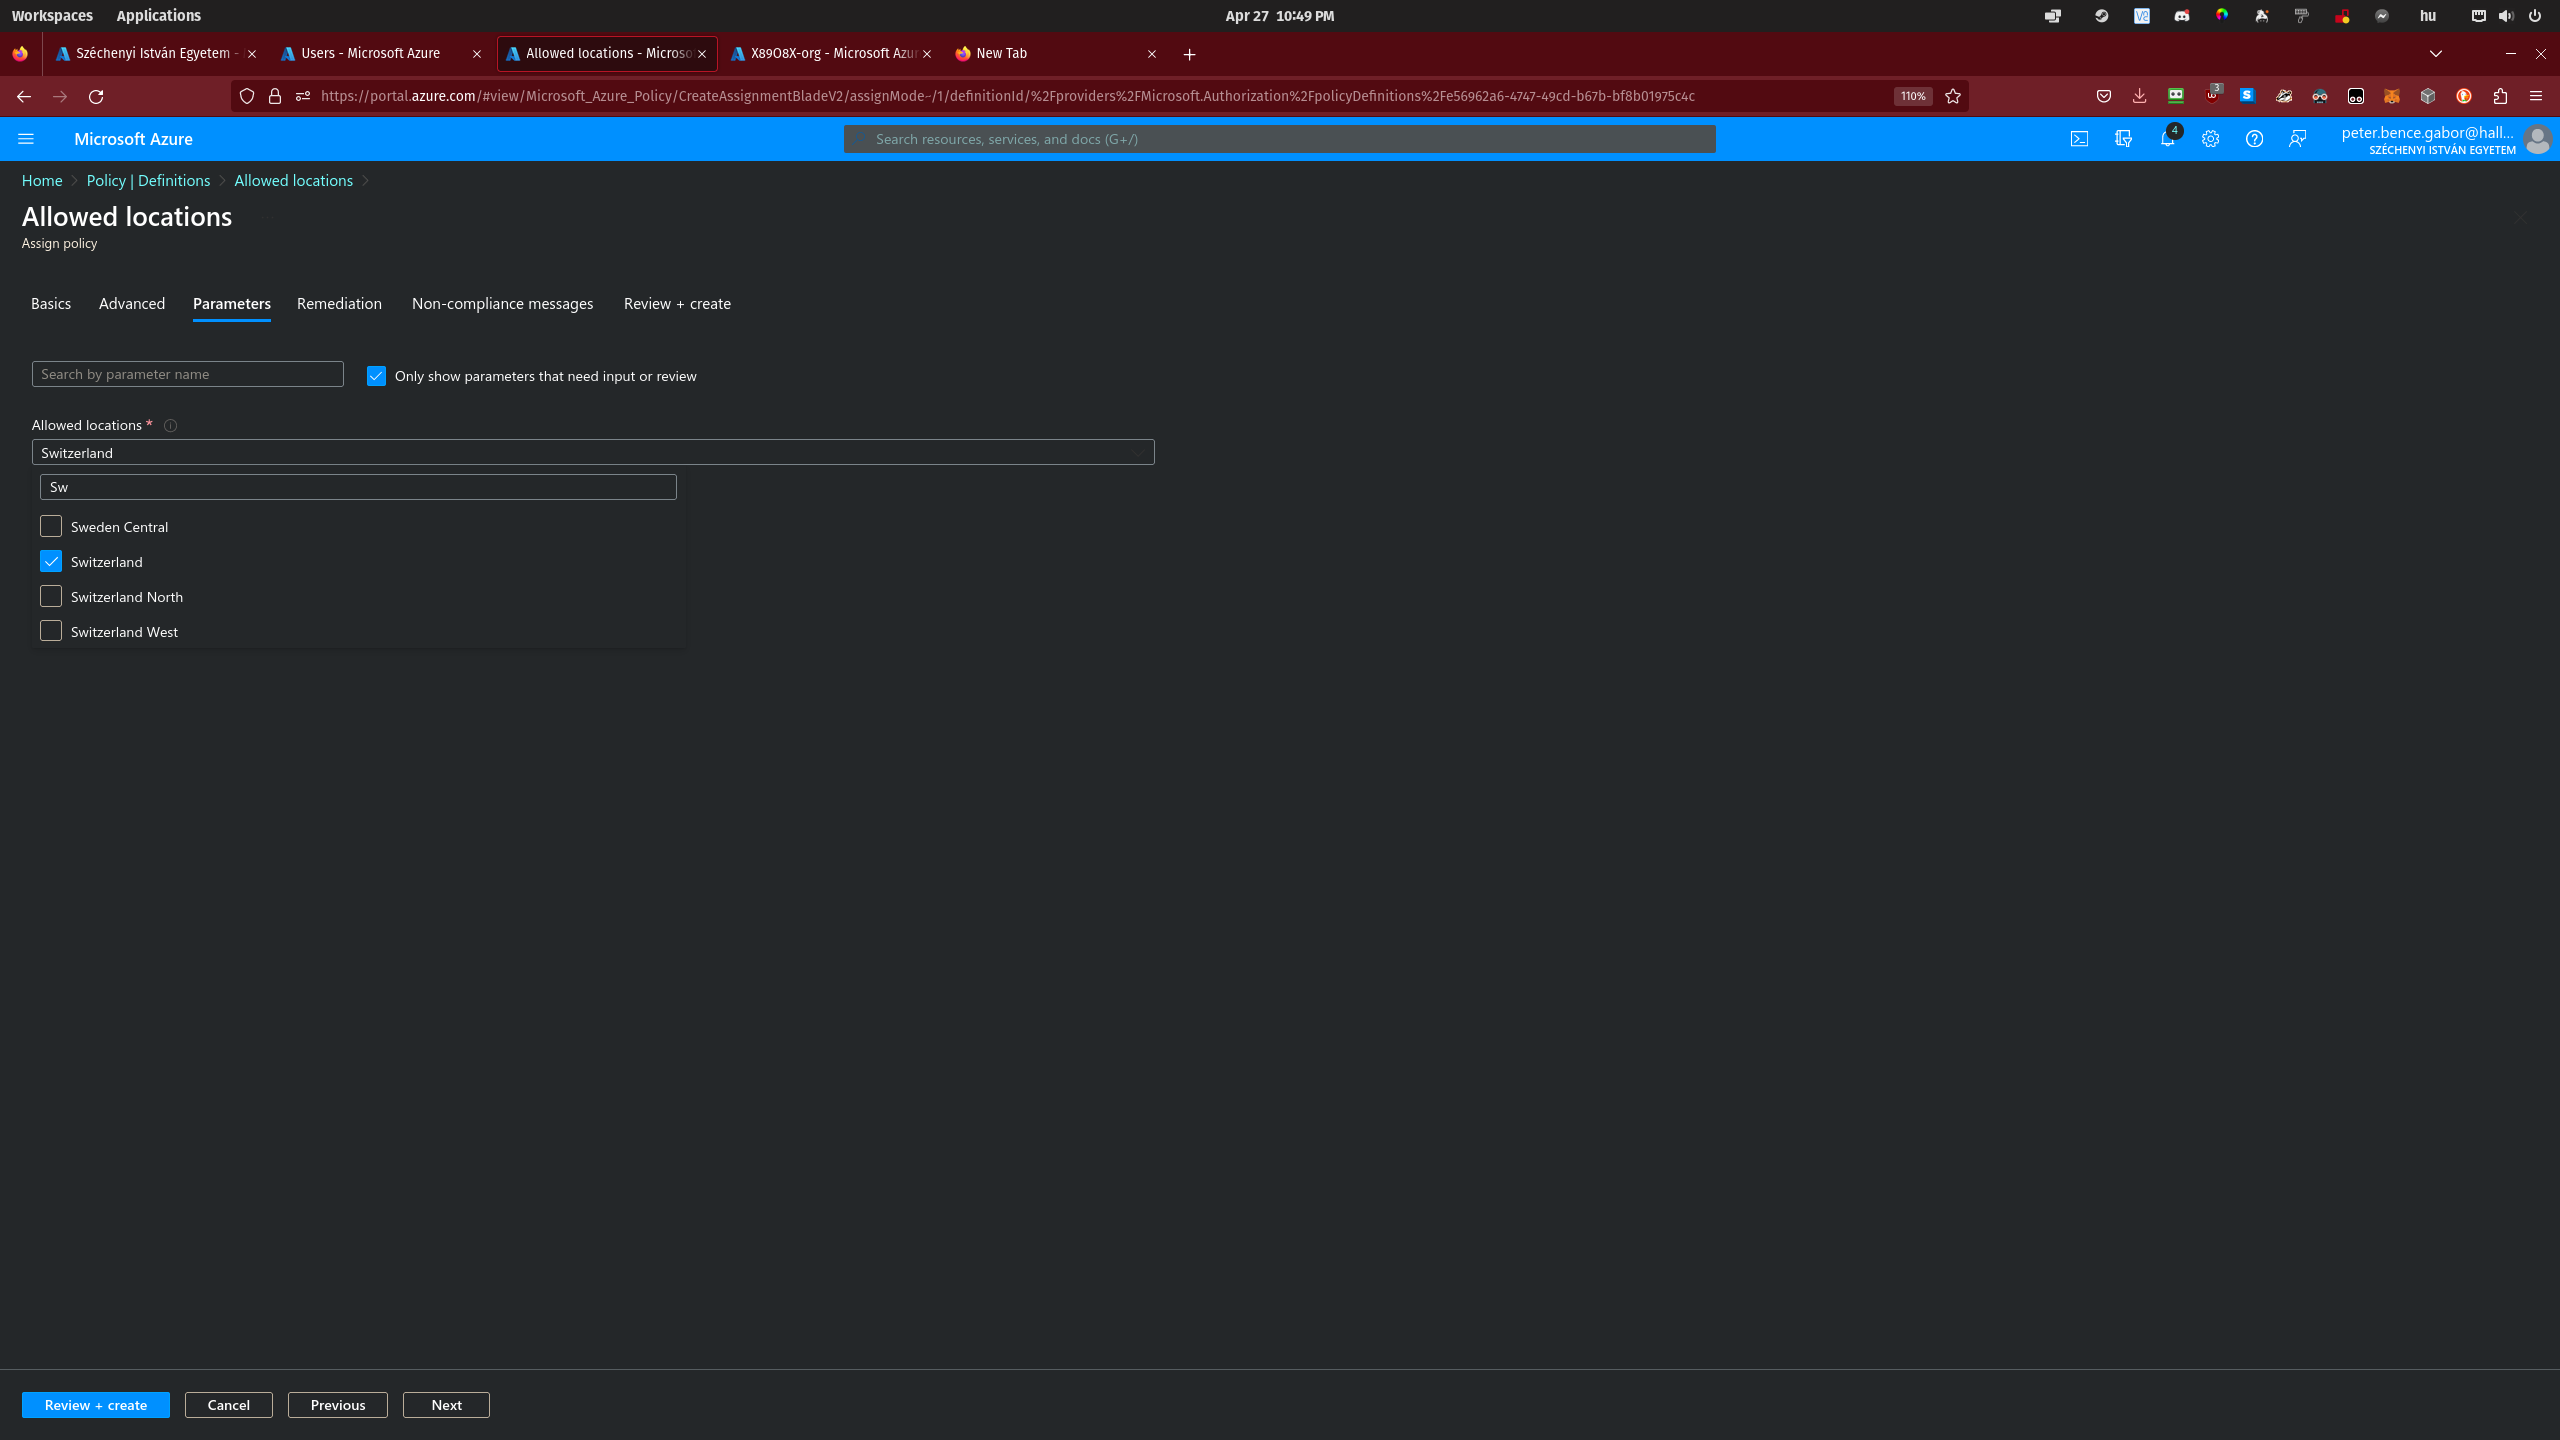 Workspaces Applications Apr 27 10:49 PM hu
Széchenyi István Egyetem - Users - Microsoft Azure Allowed locations - Microso X89O8X-org - Microsoft Azur New Tab
https://portal.azure.com/#view/Microsoft_Azure_Policy/CreateAssignmentBladeV2/assignMode~/1/definitionId/%2Fproviders%2FMicrosoft.Authorization%2FpolicyDefinitions%2Fe56962a6-4747-49cd-b67b-bf8b01975c4c 110% 3
Microsoft Azure Search resources, services, and docs (G+/) 4 peter.bence.gabor@hall...
SZÉCHENYI ISTVÁN EGYETEM
Home Policy | Definitions Allowed locations
Allowed locations
Assign policy
Basics Advanced Parameters Remediation Non-compliance messages Review + create
Search by parameter name Only show parameters that need input or review
Allowed locations *
Switzerland
Sw
Sweden Central
Switzerland
Switzerland North
Switzerland West
Review + create Cancel Previous Next